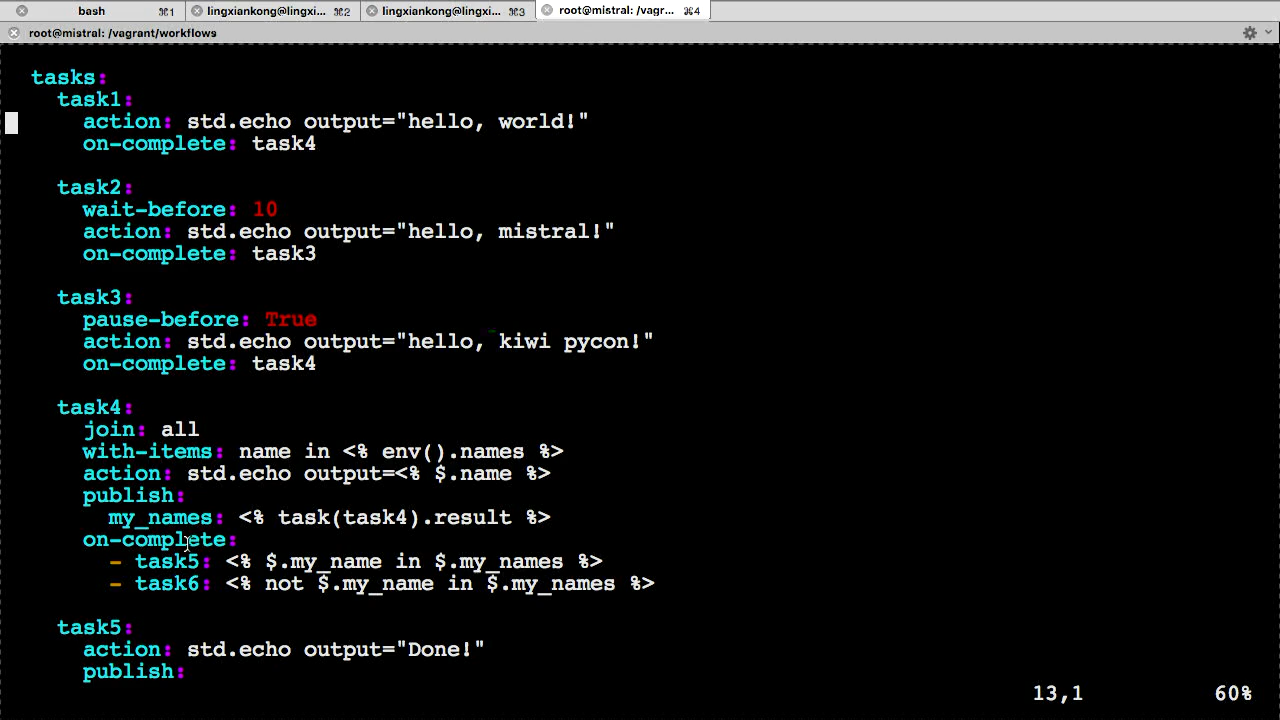 bash ⌘1 lingxiankong@lingxi... ⌘2 lingxiankong@lingxi... ⌘3 root@mistral: /vagr... ⌘4
root@mistral: /vagrant/workflows
tasks:
task1:
action: std.echo output="hello, world!"
on-complete: task4
task2:
wait-before: 10
action: std.echo output="hello, mistral!"
on-complete: task3
task3:
pause-before: True
action: std.echo output="hello, kiwi pycon!"
on-complete: task4
task4:
join: all
with-items: name in <% env().names %>
action: std.echo output=<% $.name %>
publish:
my_names: <% task(task4).result %>
on-complete:
- task5: <% $.my_name in $.my_names %>
- task6: <% not $.my_name in $.my_names %>
task5:
action: std.echo output="Done!"
publish:
13,1 60%